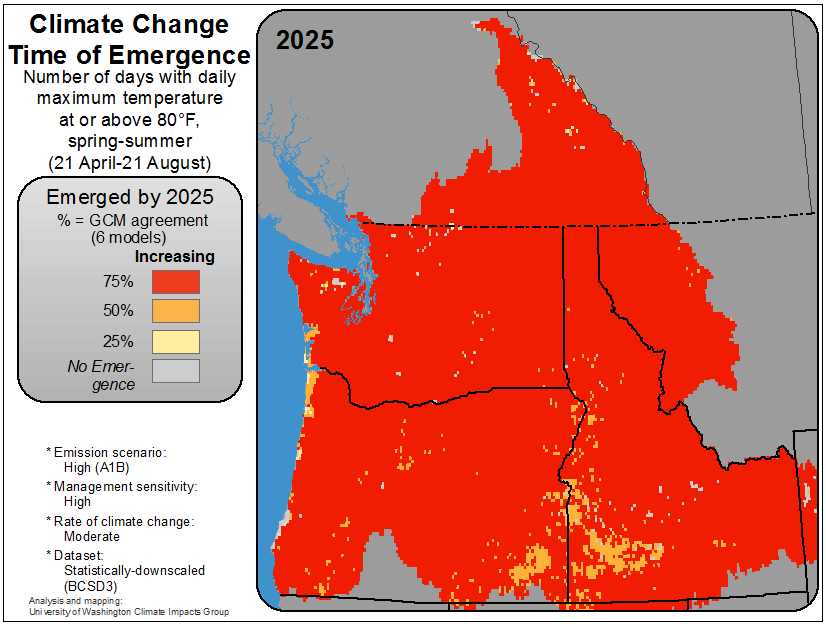 Climate Change
Time of Emergence
Number of days with daily
maximum temperature
at or above 80°F,
spring-summer
(21 April-21 August)
Emerged by 2025
% = GCM agreement
(6 models)
Increasing
75%
50%
25%
No Emer-
gence
* Emission scenario:
High (A1B)
* Management sensitivity:
High
* Rate of climate change:
Moderate
* Dataset:
Statistically-downscaled
(BCSD3)
Analysis and mapping:
University of Washington Climate Impacts Group
2025